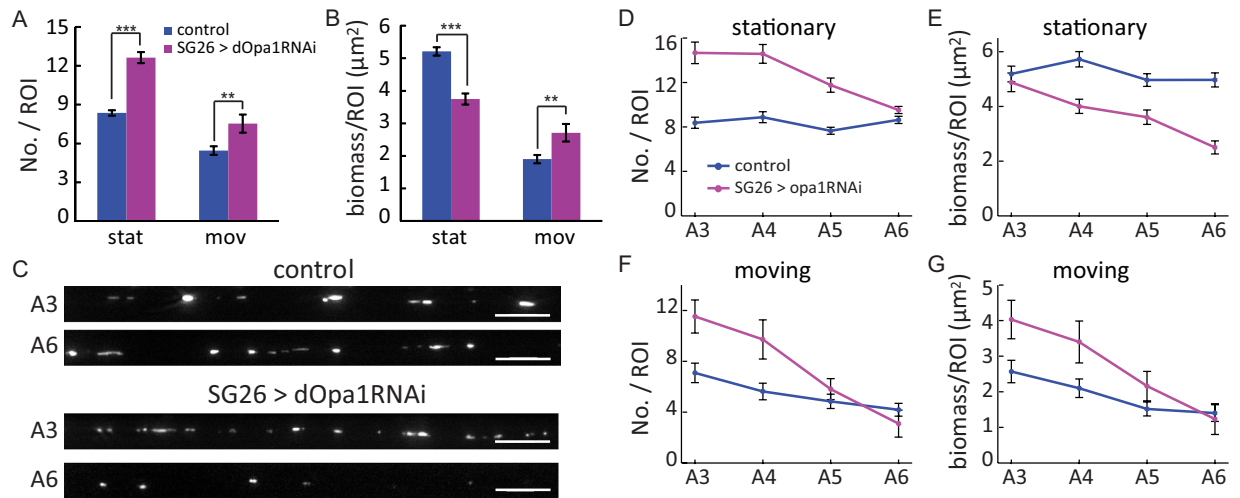 A
No. / ROI
15
12
9
6
3
0
***
**
control
SG26 > dOpa1RNAi
stat
mov
B
biomass/ROI (µm²)
6
5
4
3
2
1
0
***
**
stat
mov
C
control
A3
A6
SG26 > dOpa1RNAi
A3
A6
D
stationary
No. / ROI
16
12
8
4
0
control
SG26 > opa1RNAi
A3 A4 A5 A6
E
stationary
biomass/ROI (µm²)
6
4
2
0
A3 A4 A5 A6
F
moving
No. / ROI
12
8
4
0
A3 A4 A5 A6
G
moving
biomass/ROI (µm²)
5
4
3
2
1
0
A3 A4 A5 A6